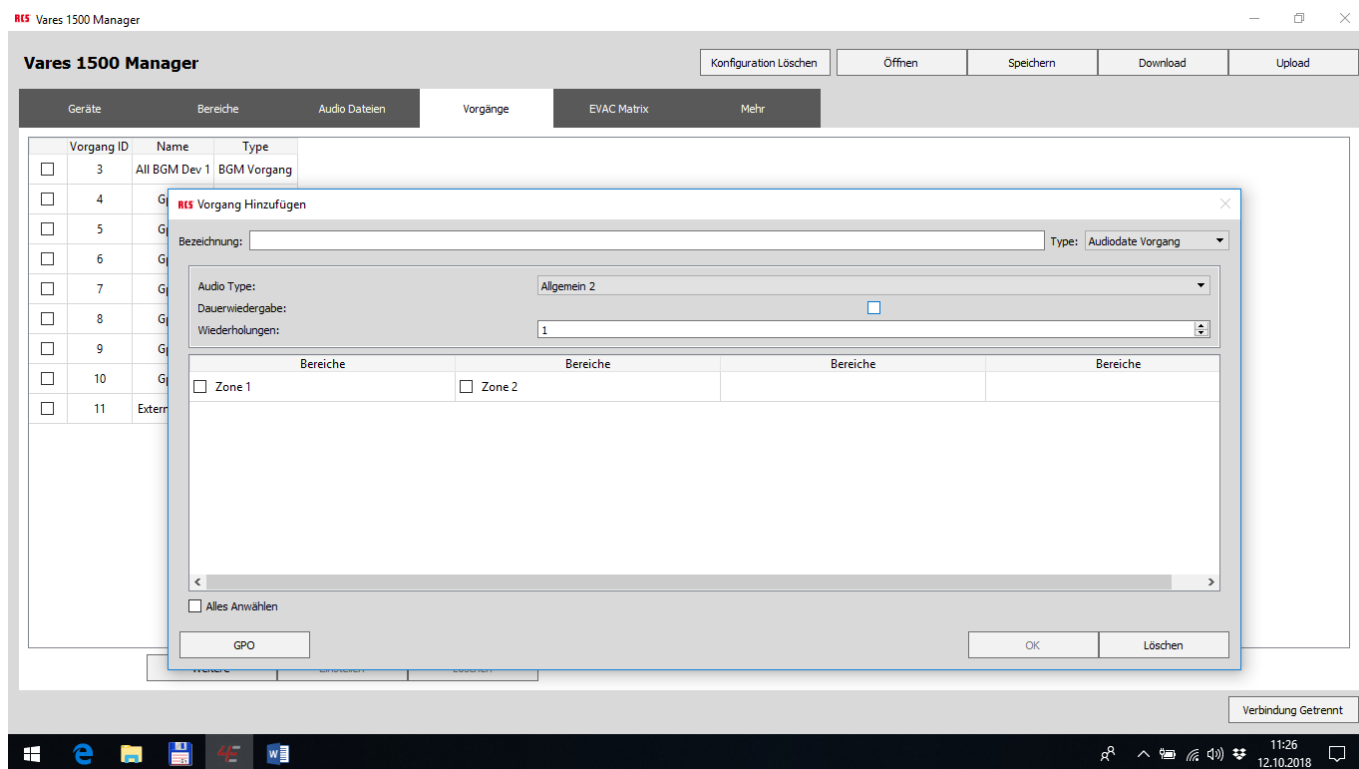 RCS Vares 1500 Manager
Vares 1500 Manager
Konfiguration Löschen Öffnen Speichern Download Upload
Geräte Bereiche Audio Dateien Vorgänge EVAC Matrix Mehr
Vorgang ID Name Type
3 All BGM Dev 1 BGM Vorgang
4
5
6
7
8
9
10
11 Extern
RCS Vorgang Hinzufügen
Bezeichnung: Type: Audiodate Vorgang
Audio Type: Allgemein 2
Dauerwiedergabe:
Wiederholungen: 1
Bereiche Bereiche Bereiche Bereiche
Zone 1 Zone 2
Alles Anwählen
GPO OK Löschen
Verbindung Getrennt
11:26
12.10.2018